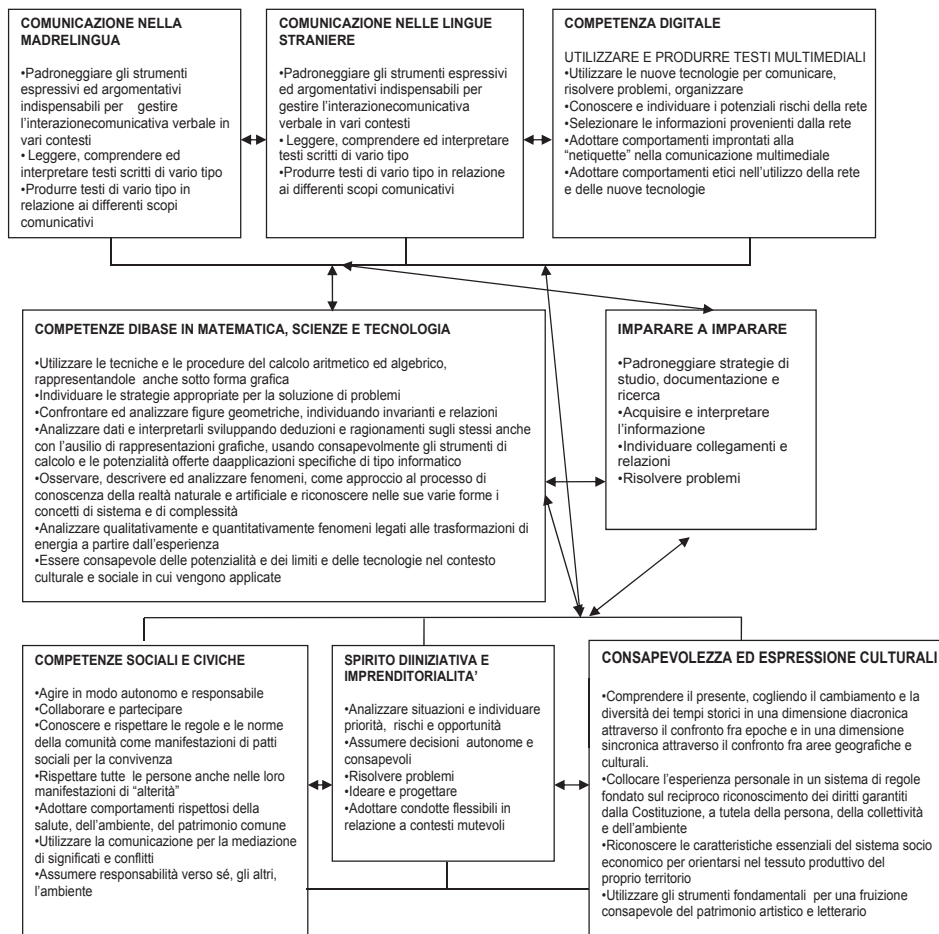 COMUNICAZIONE NELLA
MADRELINGUA
•Padroneggiare gli strumenti
espressivi ed argomentativi
indispensabili per gestire
l’interazionecomunicativa verbale in
vari contesti
• Leggere, comprendere ed
interpretare testi scritti di vario tipo
•Produrre testi di vario tipo in
relazione ai differenti scopi
comunicativi
COMUNICAZIONE NELLE LINGUE
STRANIERE
•Padroneggiare gli strumenti espressivi
ed argomentativi indispensabili per
gestire l’interazionecomunicativa
verbale in vari contesti
• Leggere, comprendere ed interpretare
testi scritti di vario tipo
•Produrre testi di vario tipo in relazione
ai differenti scopi comunicativi
COMPETENZA DIGITALE
UTILIZZARE E PRODURRE TESTI MULTIMEDIALI
•Utilizzare le nuove tecnologie per comunicare,
risolvere problemi, organizzare
•Conoscere e individuare i potenziali rischi della rete
•Selezionare le informazioni provenienti dalla rete
•Adottare comportamenti improntati alla
“netiquette” nella comunicazione multimediale
•Adottare comportamenti etici nell’utilizzo della rete
e delle nuove tecnologie
COMPETENZE DIBASE IN MATEMATICA, SCIENZE E TECNOLOGIA
•Utilizzare le tecniche e le procedure del calcolo aritmetico ed algebrico,
rappresentandole anche sotto forma grafica
•Individuare le strategie appropriate per la soluzione di problemi
•Confrontare ed analizzare figure geometriche, individuando invarianti e relazioni
•Analizzare dati e interpretarli sviluppando deduzioni e ragionamenti sugli stessi anche
con l’ausilio di rappresentazioni grafiche, usando consapevolmente gli strumenti di
calcolo e le potenzialità offerte daapplicazioni specifiche di tipo informatico
•Osservare, descrivere ed analizzare fenomeni, come approccio al processo di
conoscenza della realtà naturale e artificiale e riconoscere nelle sue varie forme i
concetti di sistema e di complessità
•Analizzare qualitativamente e quantitativamente fenomeni legati alle trasformazioni di
energia a partire dall’esperienza
•Essere consapevole delle potenzialità e dei limiti e delle tecnologie nel contesto
culturale e sociale in cui vengono applicate
IMPARARE A IMPARARE
•Padroneggiare strategie di
studio, documentazione e
ricerca
•Acquisire e interpretare
l’informazione
•Individuare collegamenti e
relazioni
•Risolvere problemi
COMPETENZE SOCIALI E CIVICHE
•Agire in modo autonomo e responsabile
•Collaborare e partecipare
•Conoscere e rispettare le regole e le norme
della comunità come manifestazioni di patti
sociali per la convivenza
•Rispettare tutte le persone anche nelle loro
manifestazioni di “alterità”
•Adottare comportamenti rispettosi della
salute, dell’ambiente, del patrimonio comune
•Utilizzare la comunicazione per la mediazione
di significati e conflitti
•Assumere responsabilità verso sé, gli altri,
l’ambiente
SPIRITO DIINIZIATIVA E
IMPRENDITORIALITA’
•Analizzare situazioni e individuare
priorità, rischi e opportunità
•Assumere decisioni autonome e
consapevoli
•Risolvere problemi
•Ideare e progettare
•Adottare condotte flessibili in
relazione a contesti mutevoli
CONSAPEVOLEZZA ED ESPRESSIONE CULTURALI
•Comprendere il presente, cogliendo il cambiamento e la
diversità dei tempi storici in una dimensione diacronica
attraverso il confronto fra epoche e in una dimensione
sincronica attraverso il confronto fra aree geografiche e
culturali.
•Collocare l’esperienza personale in un sistema di regole
fondato sul reciproco riconoscimento dei diritti garantiti
dalla Costituzione, a tutela della persona, della collettività
e dell’ambiente
•Riconoscere le caratteristiche essenziali del sistema socio
economico per orientarsi nel tessuto produttivo del
proprio territorio
•Utilizzare gli strumenti fondamentali per una fruizione
consapevole del patrimonio artistico e letterario